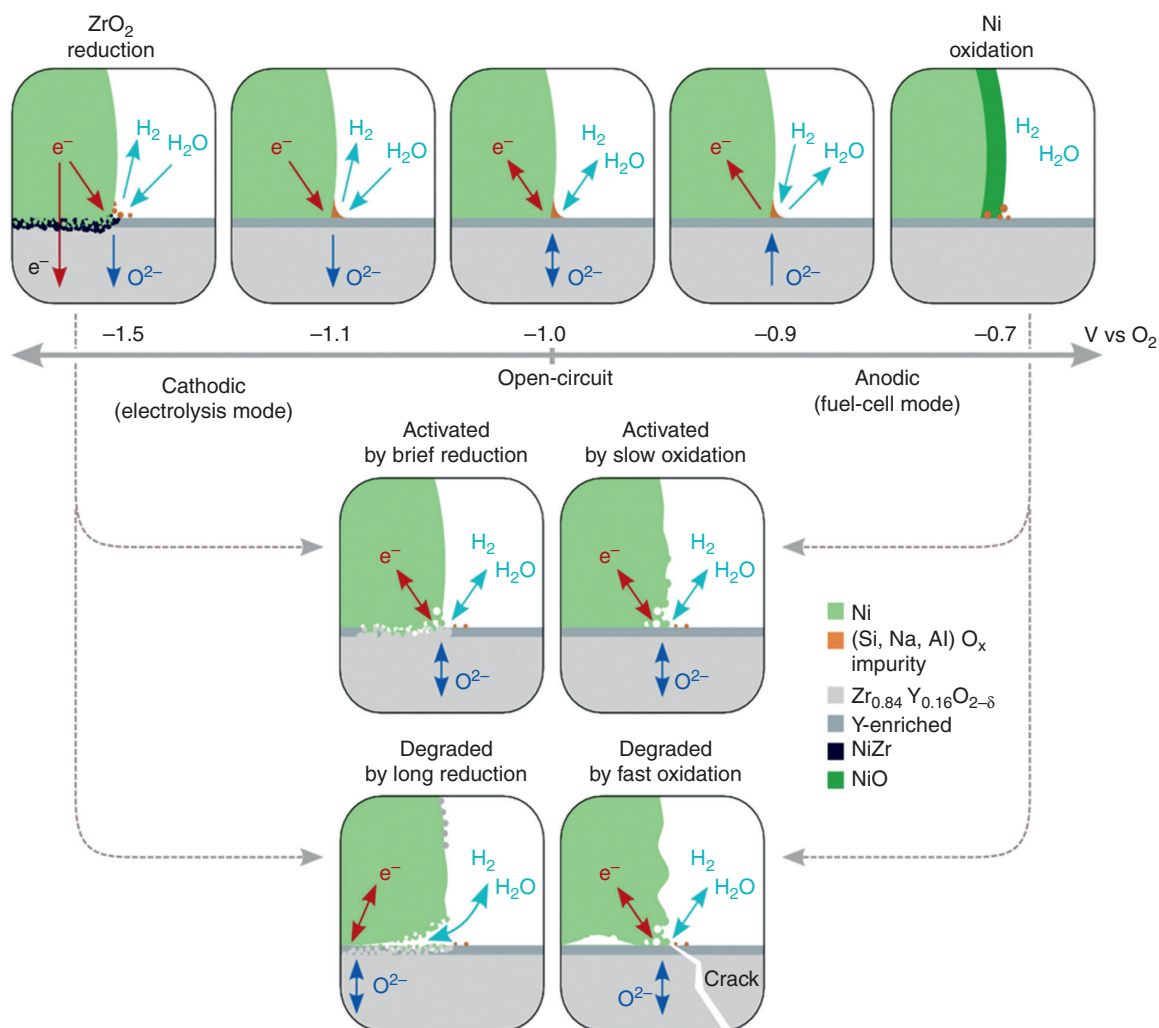 ZrO₂
reduction
Ni
oxidation
e⁻
H₂
H₂O
e⁻
O²⁻
e⁻
H₂
H₂O
O²⁻
e⁻
H₂
H₂O
O²⁻
e⁻
H₂
H₂O
O²⁻
H₂
H₂O
–1.5
–1.1
–1.0
–0.9
–0.7
V vs O₂
Cathodic
(electrolysis mode)
Open-circuit
Anodic
(fuel-cell mode)
Activated
by brief reduction
Activated
by slow oxidation
e⁻
H₂
H₂O
O²⁻
e⁻
H₂
H₂O
O²⁻
Ni
(Si, Na, Al) Oₓ
impurity
Zr₀.₈₄ Y₀.₁₆O₂₋δ
Y-enriched
NiZr
NiO
Degraded
by long reduction
Degraded
by fast oxidation
e⁻
H₂
H₂O
O²⁻
e⁻
H₂
H₂O
O²⁻
Crack